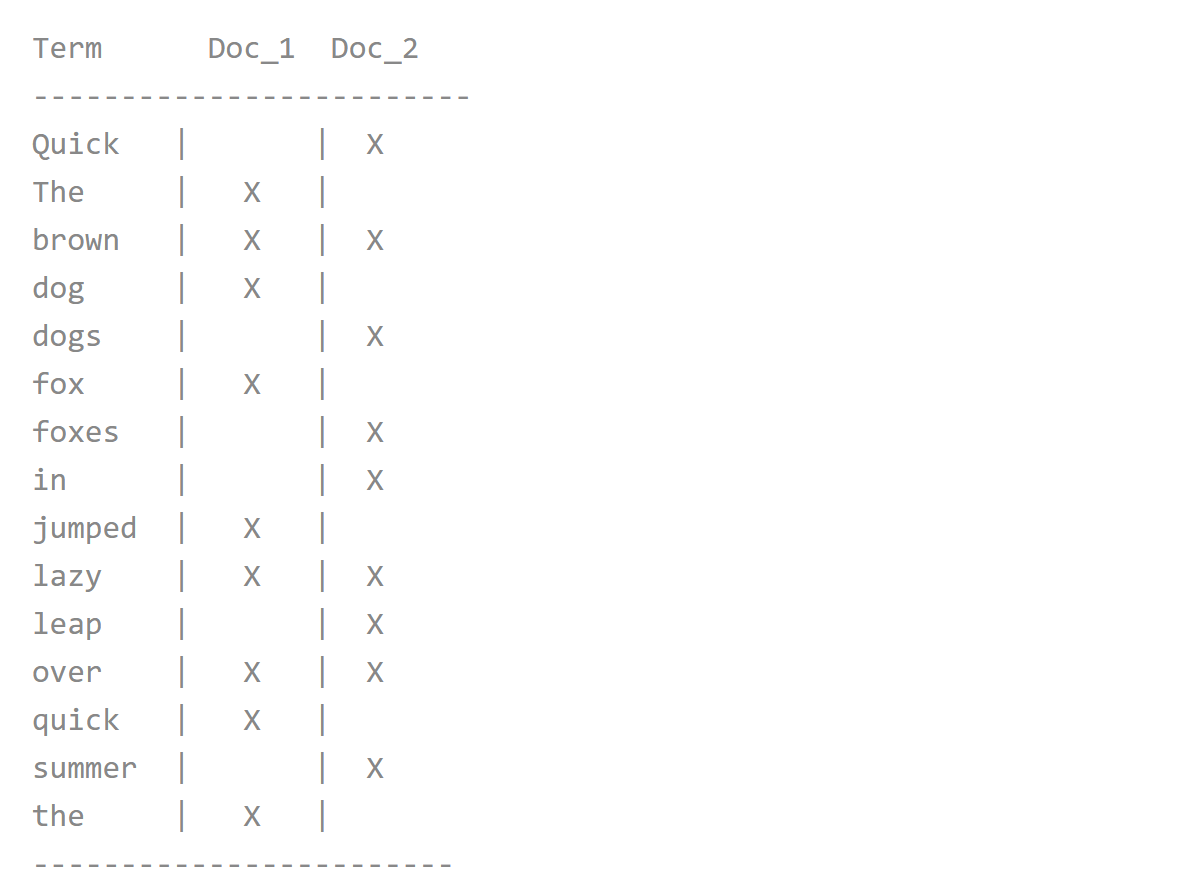 Term      Doc_1  Doc_2
-------------------------
Quick   |       |  X
The     |   X   |
brown   |   X   |  X
dog     |   X   |
dogs    |       |  X
fox     |   X   |
foxes   |       |  X
in      |       |  X
jumped  |   X   |
lazy    |   X   |  X
leap    |       |  X
over    |   X   |  X
quick   |   X   |
summer  |       |  X
the     |   X   |
------------------------